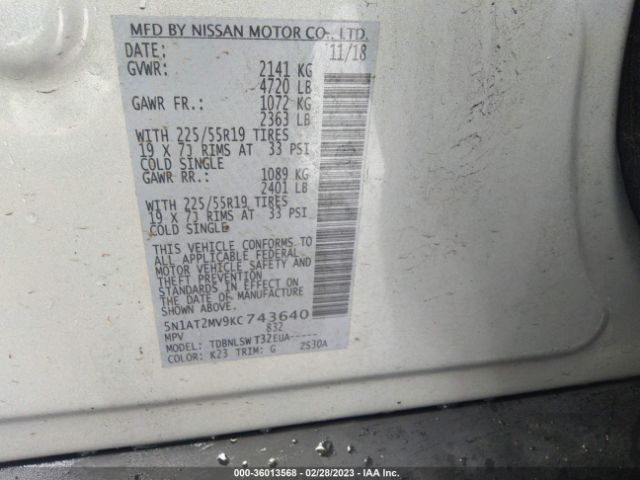 MFD BY NISSAN MOTOR CO., LTD.
DATE: 11/18
GVWR: 2141 KG
4720 LB
GAWR FR.: 1072 KG
2363 LB
WITH 225/55R19 TIRES
19 X 7J RIMS AT 33 PSI
COLD SINGLE
GAWR RR.: 1089 KG
2401 LB
WITH 225/55R19 TIRES
19 X 7J RIMS AT 33 PSI
COLD SINGLE
THIS VEHICLE CONFORMS TO
ALL APPLICABLE FEDERAL
MOTOR VEHICLE SAFETY AND
THEFT PREVENTION
STANDARDS IN EFFECT ON
THE DATE OF MANUFACTURE
SHOWN ABOVE.
5N1AT2MV9KC743640
MPV 832
MODEL: TDBNLSWT32EUA-----
COLOR: K23 TRIM: G 2S30A
000-36013568 - 02/28/2023 - IAA Inc.